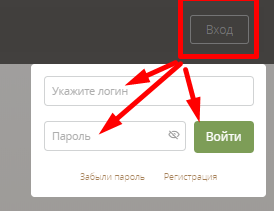 Вход
Укажите логин
Пароль Войти
Забыли пароль Регистрация